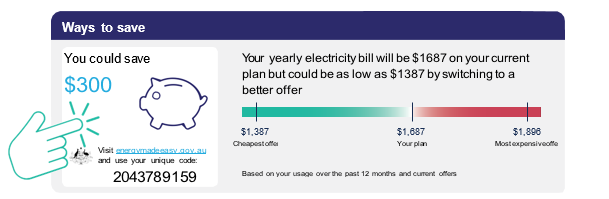 Ways to save
You could save
$300
Visit energymadeeasy.gov.au
and use your unique code:
2043789159
Your yearly electricity bill will be $1687 on your current
plan but could be as low as $1387 by switching to a
better offer
$1,387
Cheapest offe
$1,687
Your plan
$1,896
Most expensive offe
Based on your usage over the past 12 months and current offers